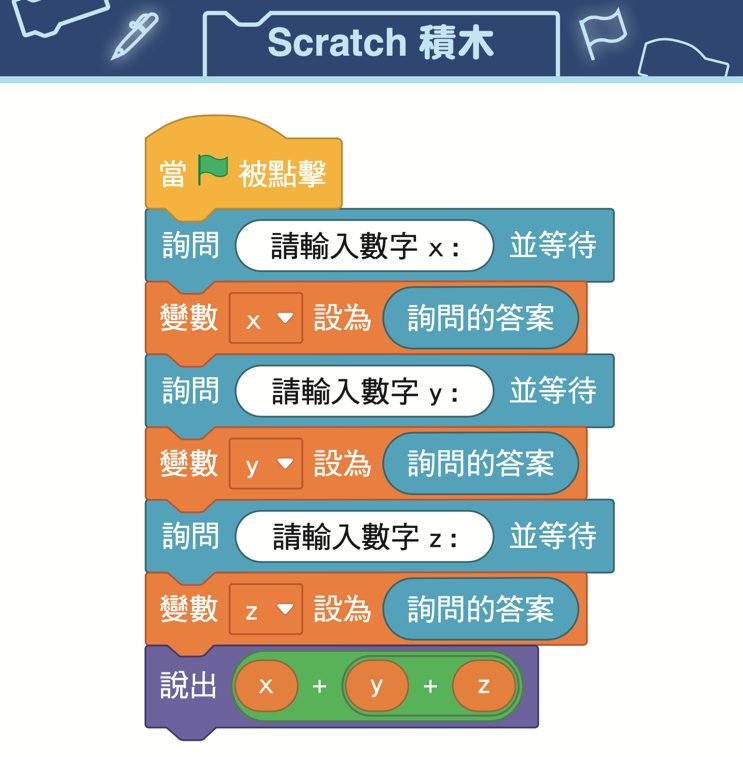 Scratch 積木
當 被點擊
詢問 請輸入數字 x : 並等待
變數 x 設為 詢問的答案
詢問 請輸入數字 y : 並等待
變數 y 設為 詢問的答案
詢問 請輸入數字 z : 並等待
變數 z 設為 詢問的答案
說出 x + y + z